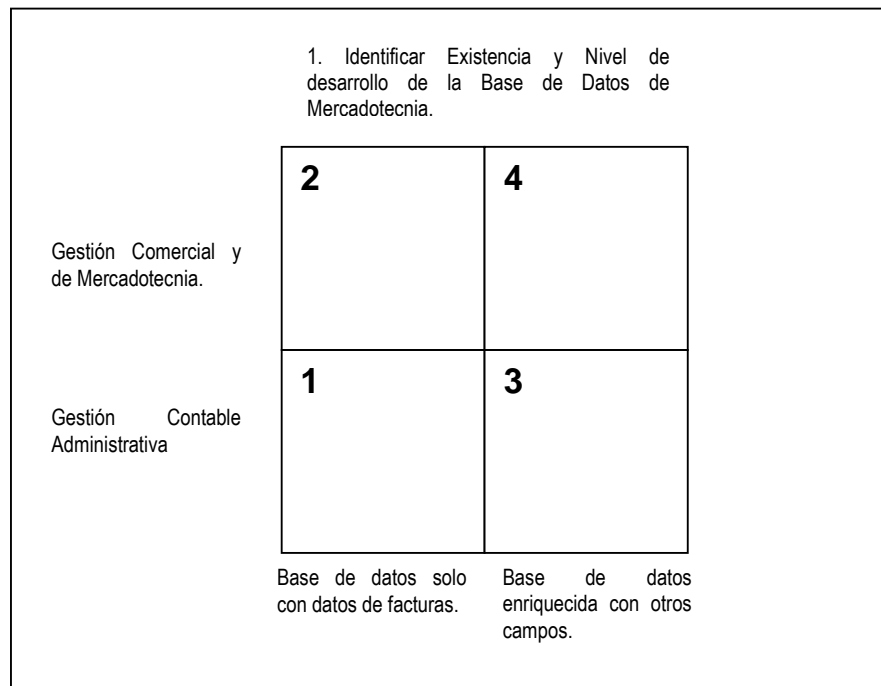 1. Identificar Existencia y Nivel de
desarrollo de la Base de Datos de
Mercadotecnia.
2
4
Gestión Comercial y
de Mercadotecnia.
1
3
Gestión Contable
Administrativa
Base de datos solo
con datos de facturas.
Base de datos
enriquecida con otros
campos.